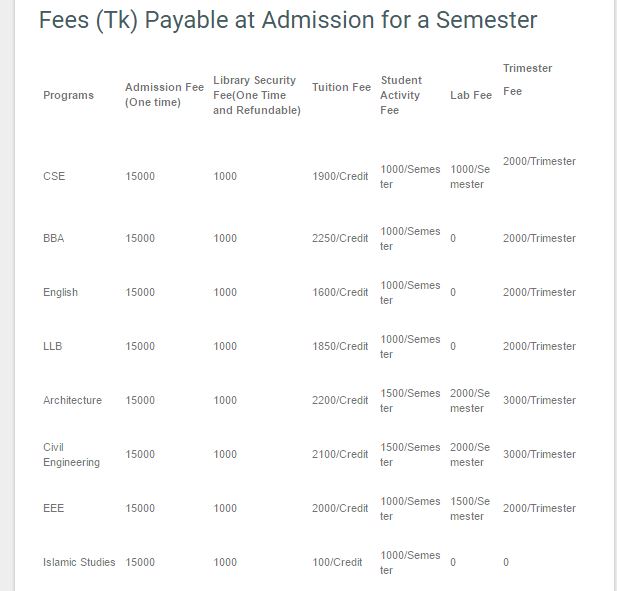 Fees (Tk) Payable at Admission for a Semester
Programs Admission Fee (One time) Library Security Fee(One Time and Refundable) Tuition Fee Student Activity Fee Lab Fee Trimester Fee
CSE 15000 1000 1900/Credit 1000/Semester 1000/Semester 2000/Trimester
BBA 15000 1000 2250/Credit 1000/Semester 0 2000/Trimester
English 15000 1000 1600/Credit 1000/Semester 0 2000/Trimester
LLB 15000 1000 1850/Credit 1000/Semester 0 2000/Trimester
Architecture 15000 1000 2200/Credit 1500/Semester 2000/Semester 3000/Trimester
Civil Engineering 15000 1000 2100/Credit 1500/Semester 2000/Semester 3000/Trimester
EEE 15000 1000 2000/Credit 1000/Semester 1500/Semester 2000/Trimester
Islamic Studies 15000 1000 100/Credit 1000/Semester 0 0